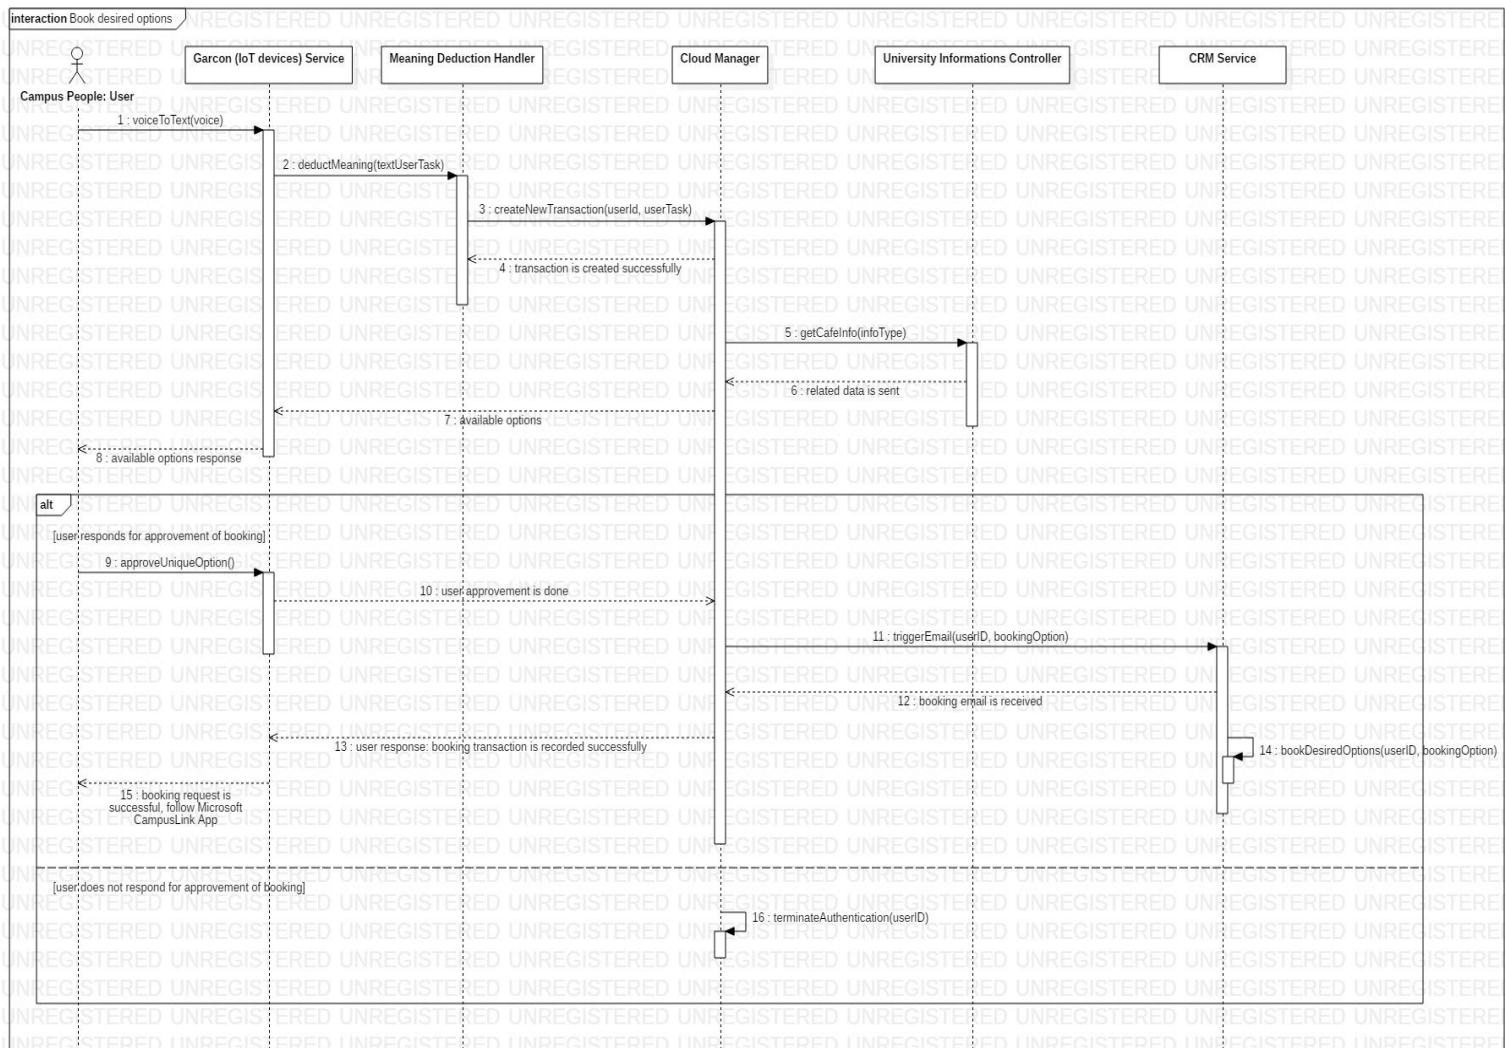 interaction Book desired options
Campus People: User
Garcon (IoT devices) Service
Meaning Deduction Handler
Cloud Manager
University Informations Controller
CRM Service
1 : voiceToText(voice)
2 : deductMeaning(textUserTask)
3 : createNewTransaction(userId, userTask)
4 : transaction is created successfully
5 : getCafeInfo(infoType)
6 : related data is sent
7 : available options
8 : available options response
alt
[user responds for approvement of booking]
9 : approveUniqueOption()
10 : user approvement is done
11 : triggerEmail(userID, bookingOption)
12 : booking email is received
13 : user response: booking transaction is recorded successfully
14 : bookDesiredOptions(userID, bookingOption)
15 : booking request is
successful, follow Microsoft
CampusLink App
[user does not respond for approvement of booking]
16 : terminateAuthentication(userID)
UNREGISTERED